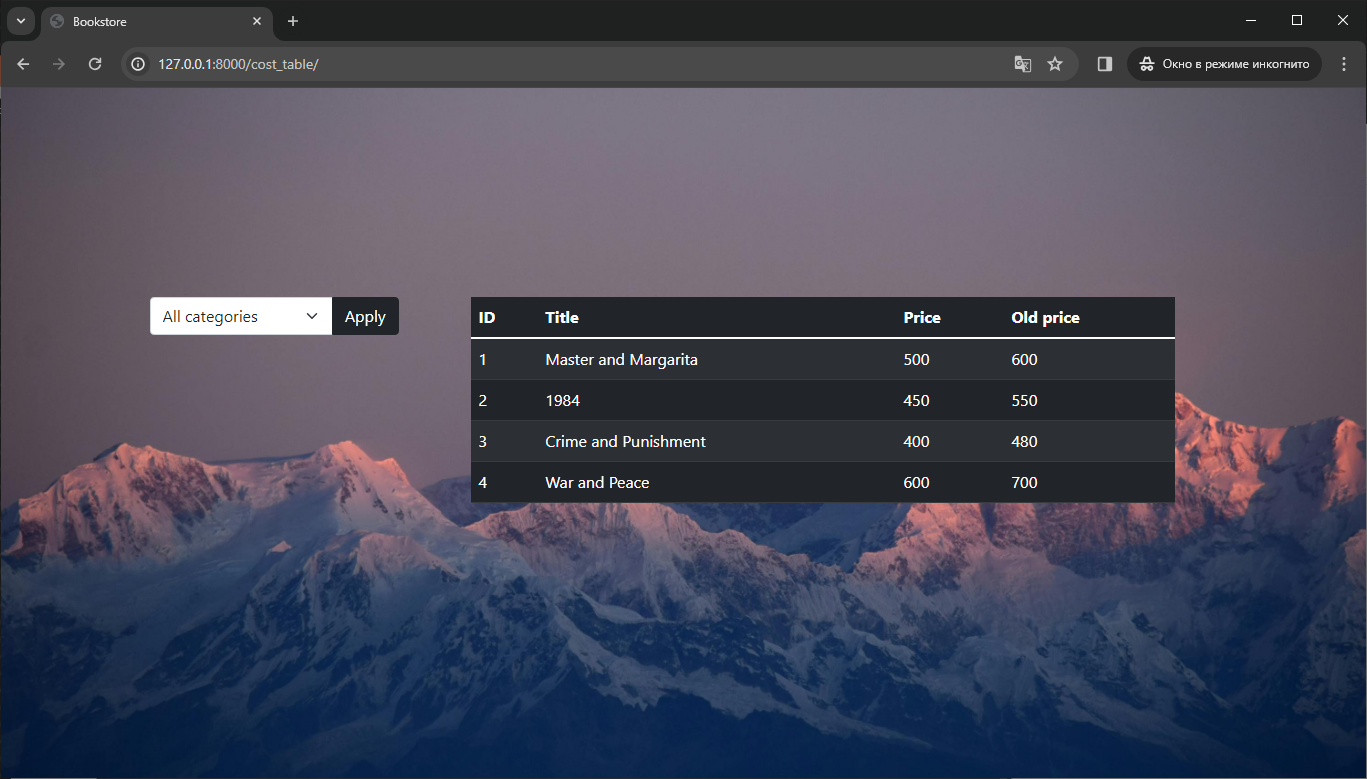 Bookstore
127.0.0.1:8000/cost_table/
Окно в режиме инкогнито
All categories
Apply
ID Title Price Old price
1 Master and Margarita 500 600
2 1984 450 550
3 Crime and Punishment 400 480
4 War and Peace 600 700